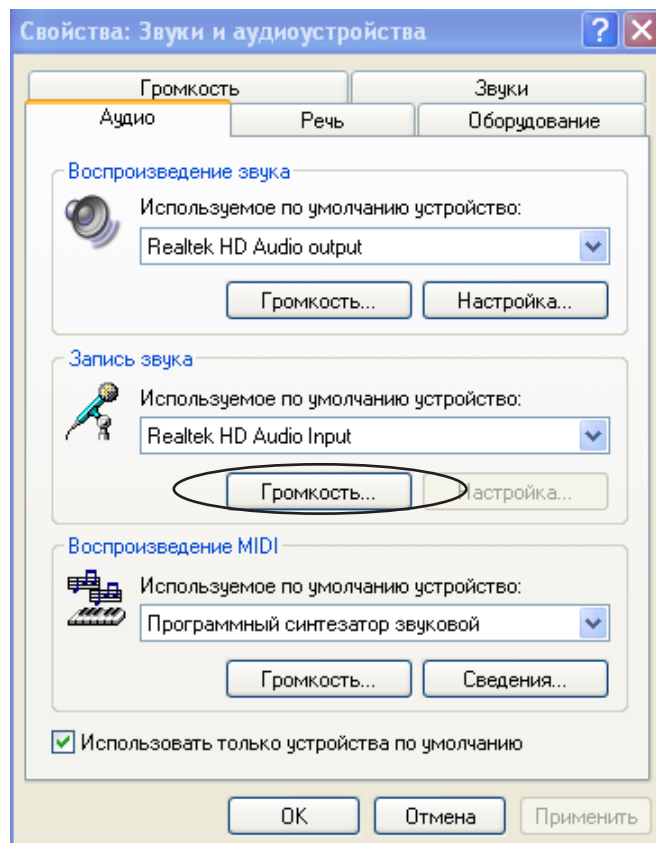 Свойства: Звуки и аудиоустройства
Громкость Звуки
Аудио Речь Оборудование
Воспроизведение звука
Используемое по умолчанию устройство:
Realtek HD Audio output
Громкость... Настройка...
Запись звука
Используемое по умолчанию устройство:
Realtek HD Audio Input
Громкость... Настройка...
Воспроизведение MIDI
Используемое по умолчанию устройство:
Программный синтезатор звуковой
Громкость... Сведения...
Использовать только устройства по умолчанию
OK Отмена Применить